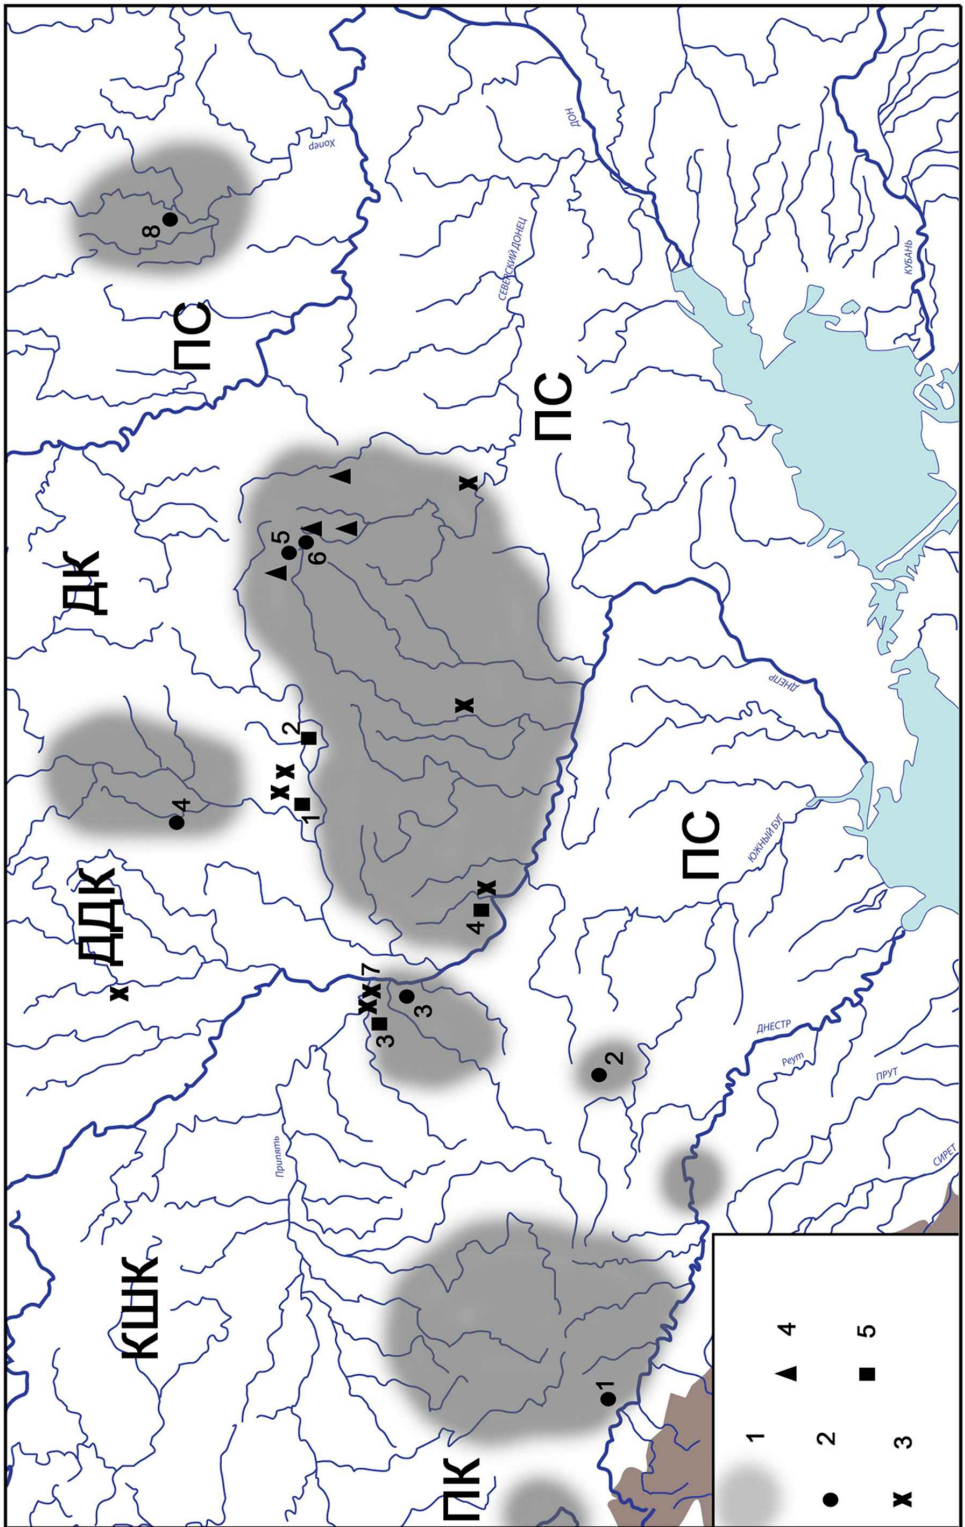 ДК
ДДК
КШК
8
4
ПС
Припять
5
2
1
6
Хопер
7
3
3
ПК
4
СЕВЕРСКИЙ ДОНЕЦ
ПС
ДОН
1
2
ПС
ЮЖНЫЙ БУГ
ДНЕСТР
ДНЕПР
Реут
ПРУТ
КУБАНЬ
СИРЕТ
1
2
3
4
5